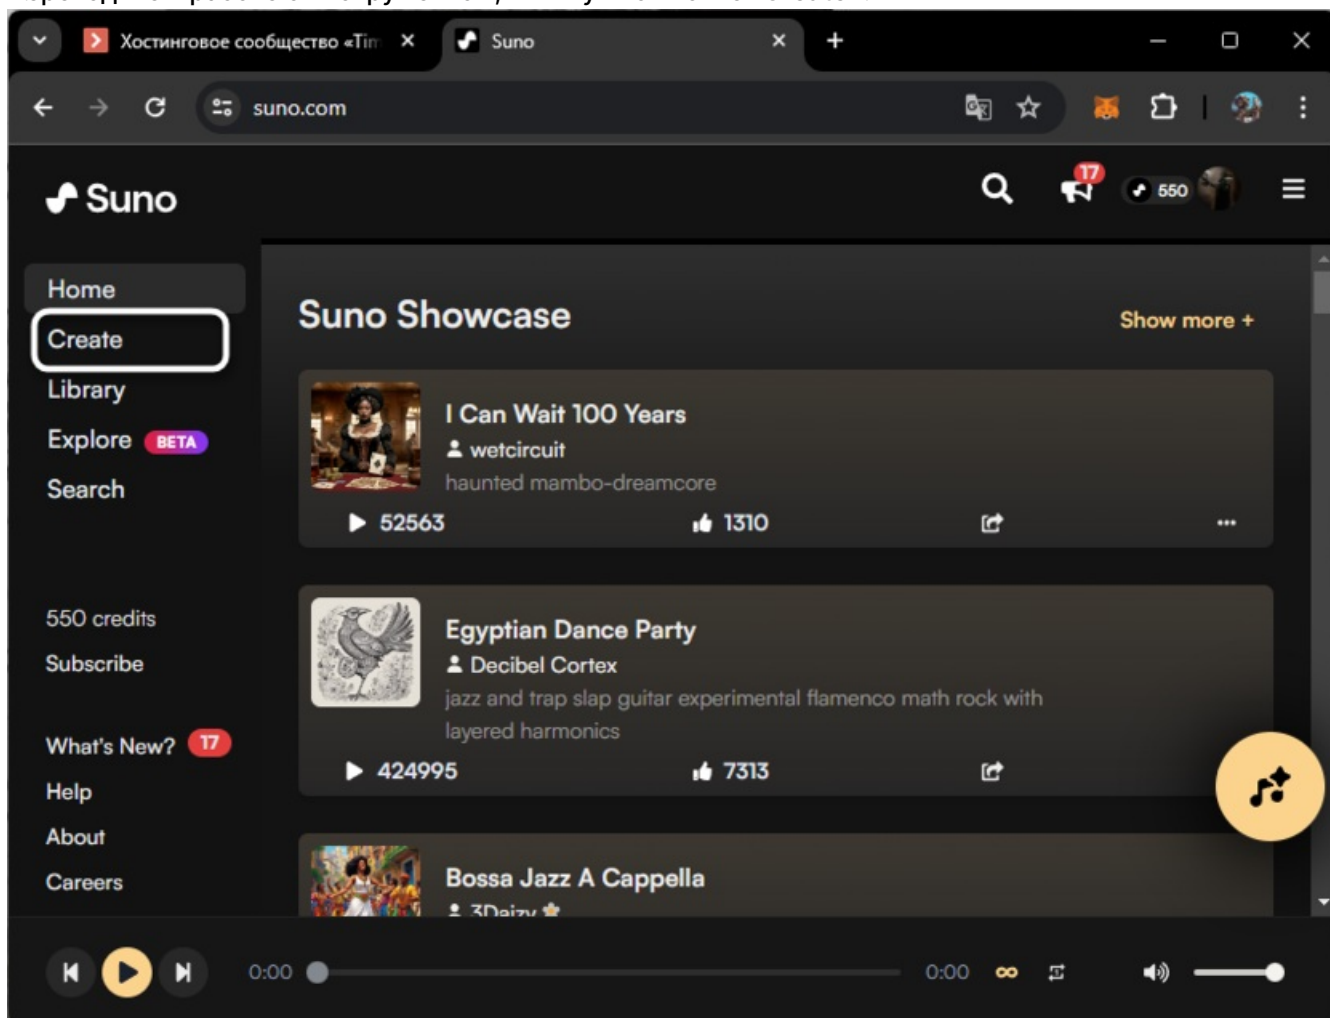 Хостинговое сообщество «Tim
Suno
suno.com
Suno
17
550
Home
Create
Library
Explore BETA
Search
550 credits
Subscribe
What's New? 17
Help
About
Careers
Suno Showcase
Show more +
I Can Wait 100 Years
wetcircuit
haunted mambo-dreamcore
52563
1310
Egyptian Dance Party
Decibel Cortex
jazz and trap slap guitar experimental flamenco math rock with
layered harmonics
424995
7313
Bossa Jazz A Cappella
3Daizy
0:00
0:00